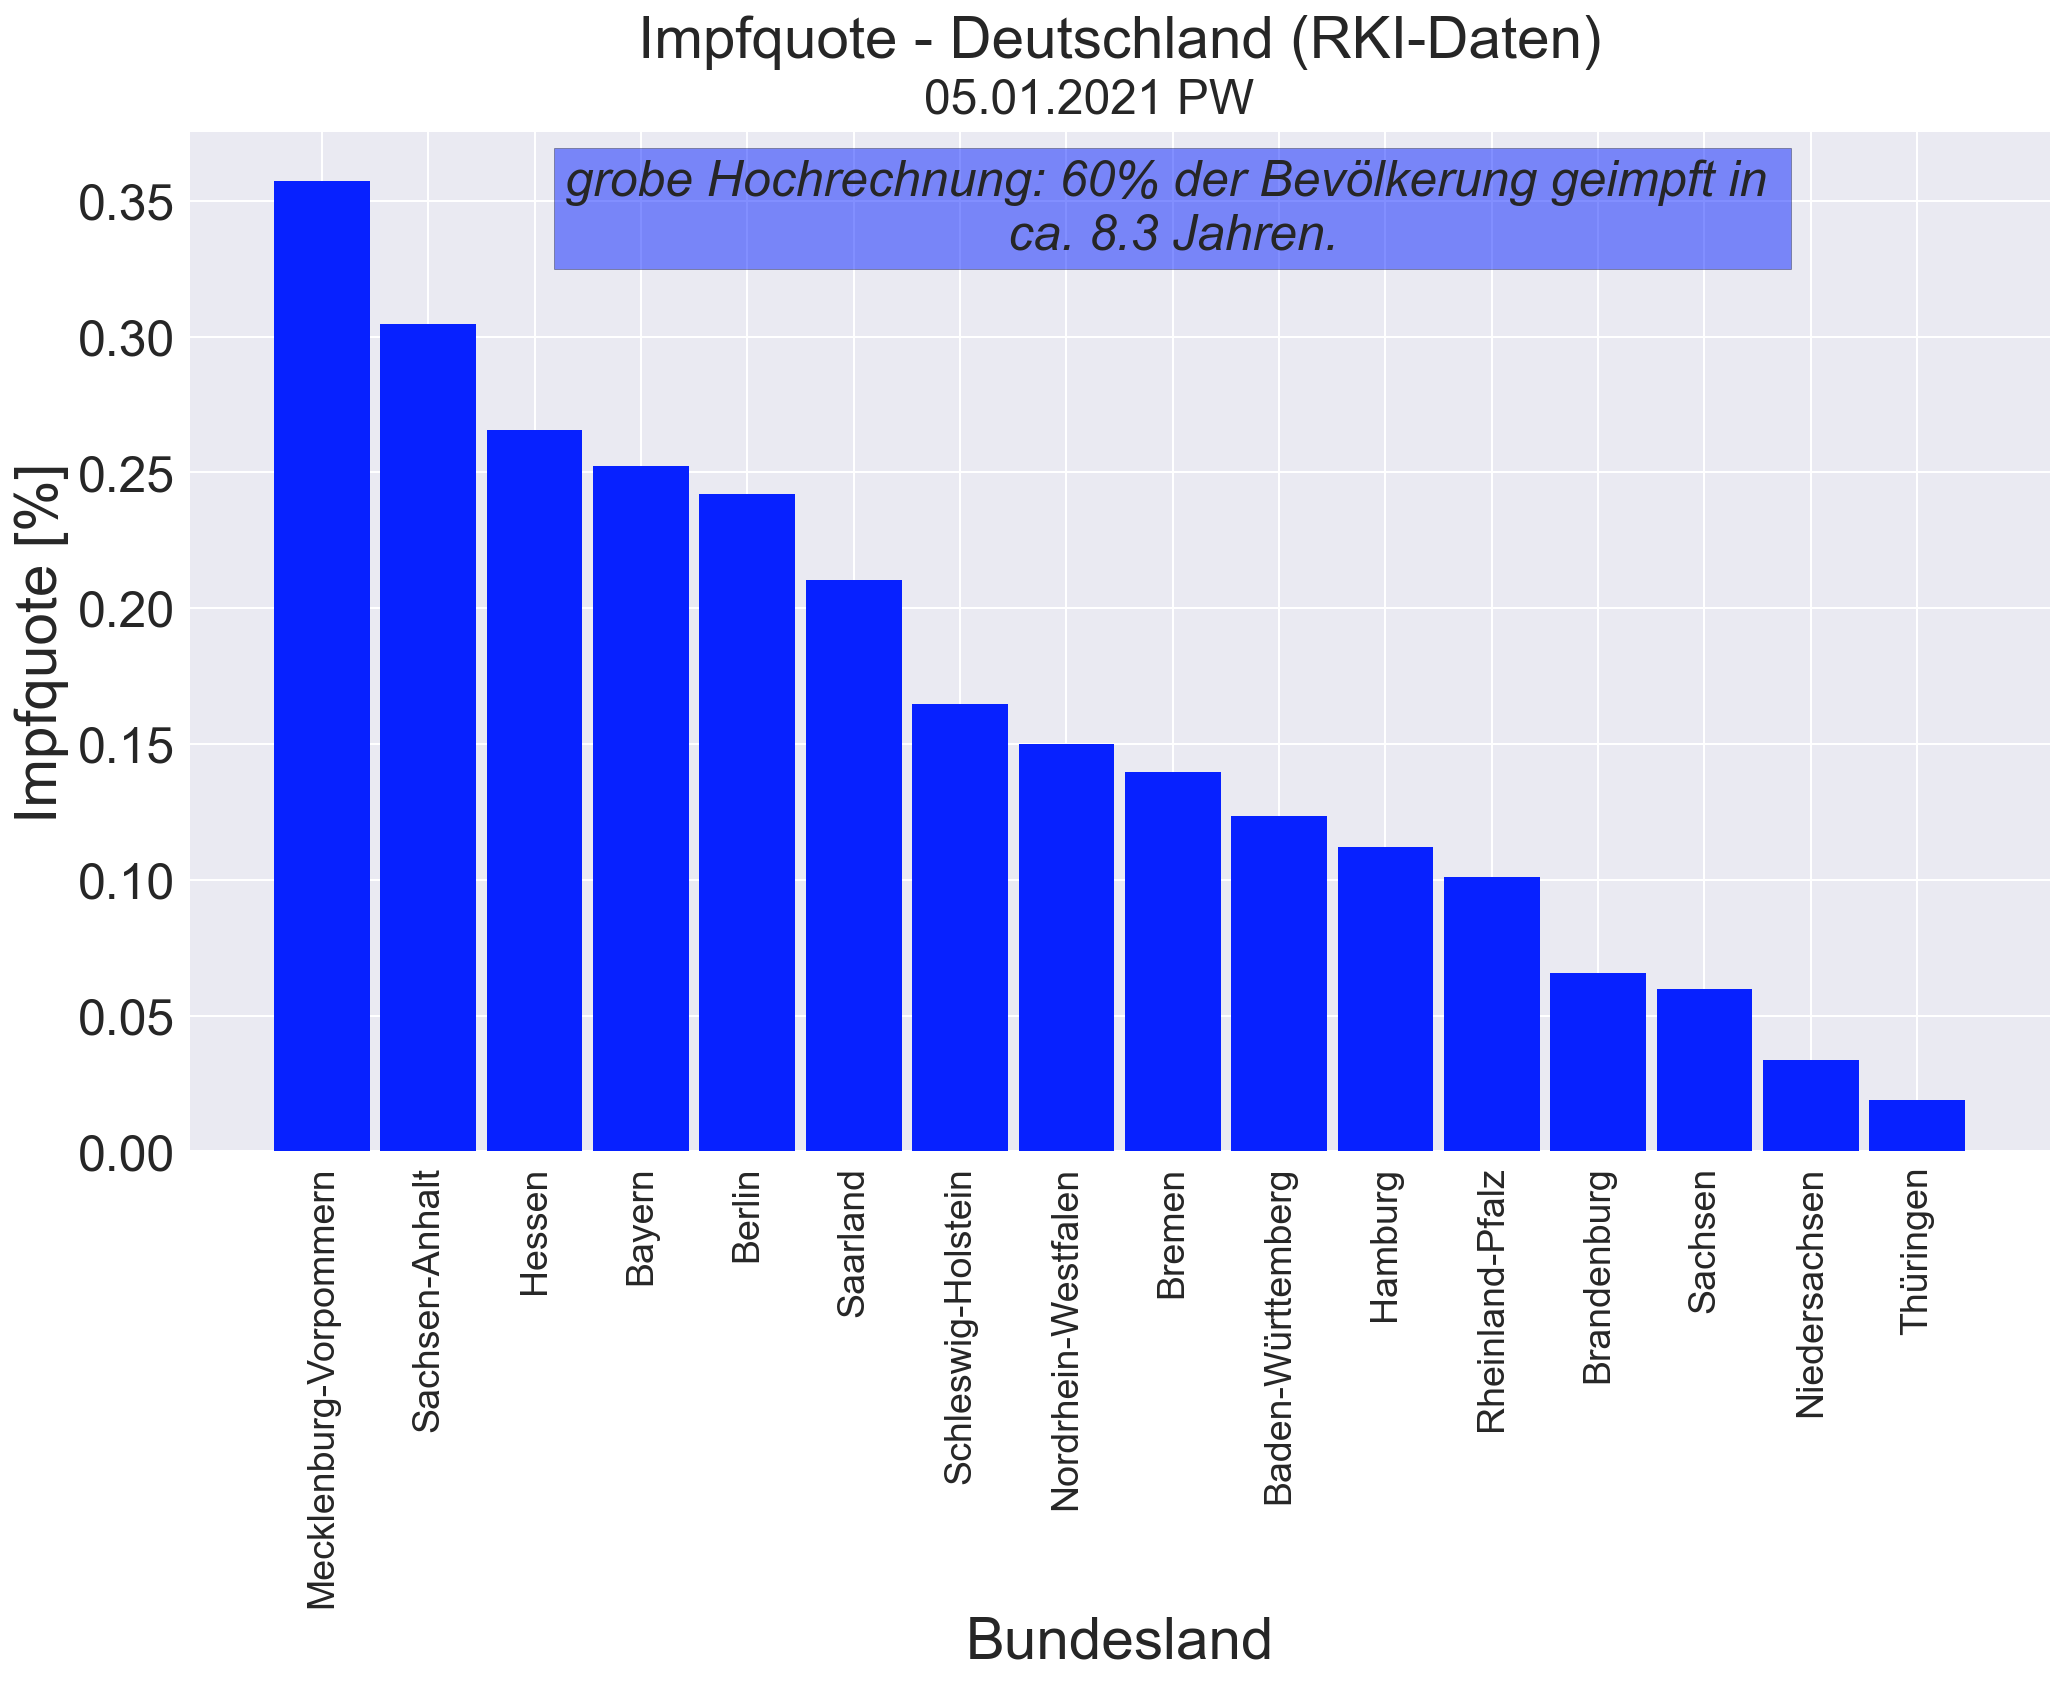 Impfquote - Deutschland (RKI-Daten)
05.01.2021 PW
grobe Hochrechnung: 60% der Bevölkerung geimpft in
ca. 8.3 Jahren.
Impfquote [%]
0.35
0.30
0.25
0.20
0.15
0.10
0.05
0.00
Mecklenburg-Vorpommern
Sachsen-Anhalt
Hessen
Bayern
Berlin
Saarland
Schleswig-Holstein
Nordrhein-Westfalen
Bremen
Baden-Württemberg
Hamburg
Rheinland-Pfalz
Brandenburg
Sachsen
Niedersachsen
Thüringen
Bundesland